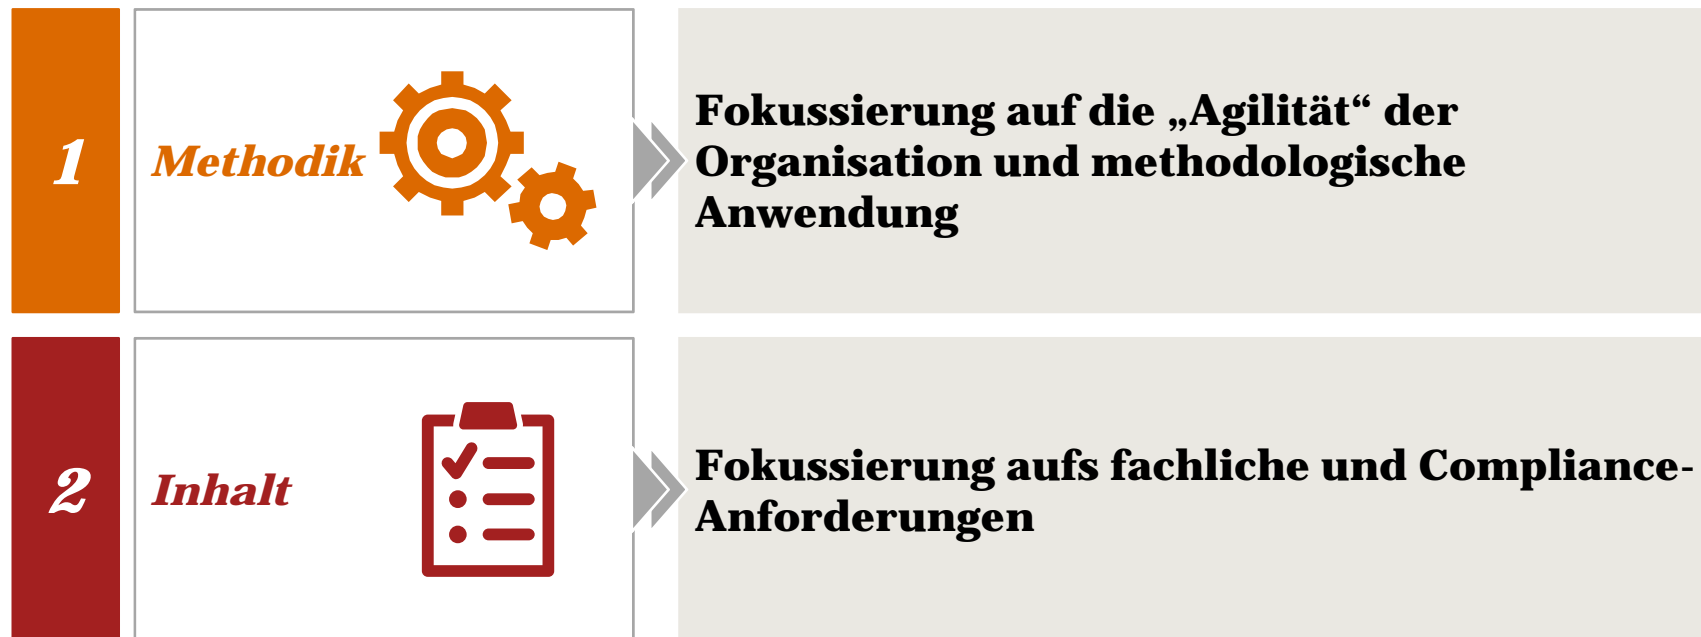 1
Methodik
Fokussierung auf die „Agilität“ der
Organisation und methodologische
Anwendung
2
Inhalt
Fokussierung aufs fachliche und Compliance-
Anforderungen